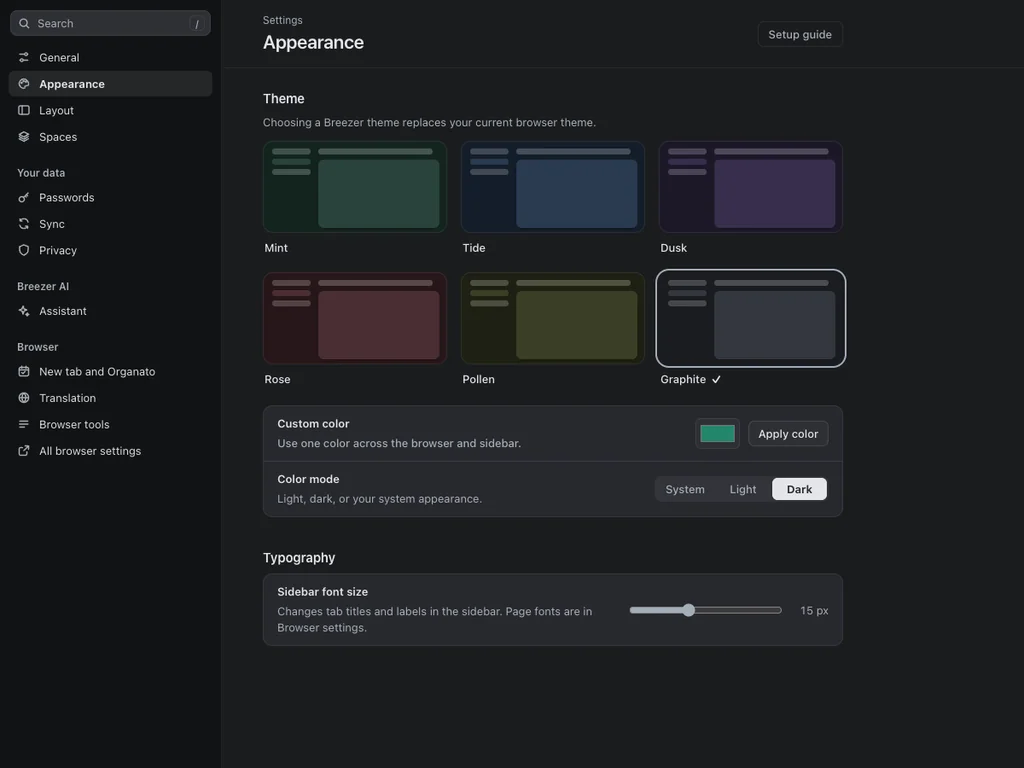 Search /
General
Appearance
Layout
Spaces
Your data
Passwords
Sync
Privacy
Breezer AI
Assistant
Browser
New tab and Organato
Translation
Browser tools
All browser settings
Settings
Appearance
Setup guide
Theme
Choosing a Breezer theme replaces your current browser theme.
Mint
Tide
Dusk
Rose
Pollen
Graphite
Custom color
Use one color across the browser and sidebar.
Apply color
Color mode
Light, dark, or your system appearance.
System
Light
Dark
Typography
Sidebar font size
Changes tab titles and labels in the sidebar. Page fonts are in
Browser settings.
15 px